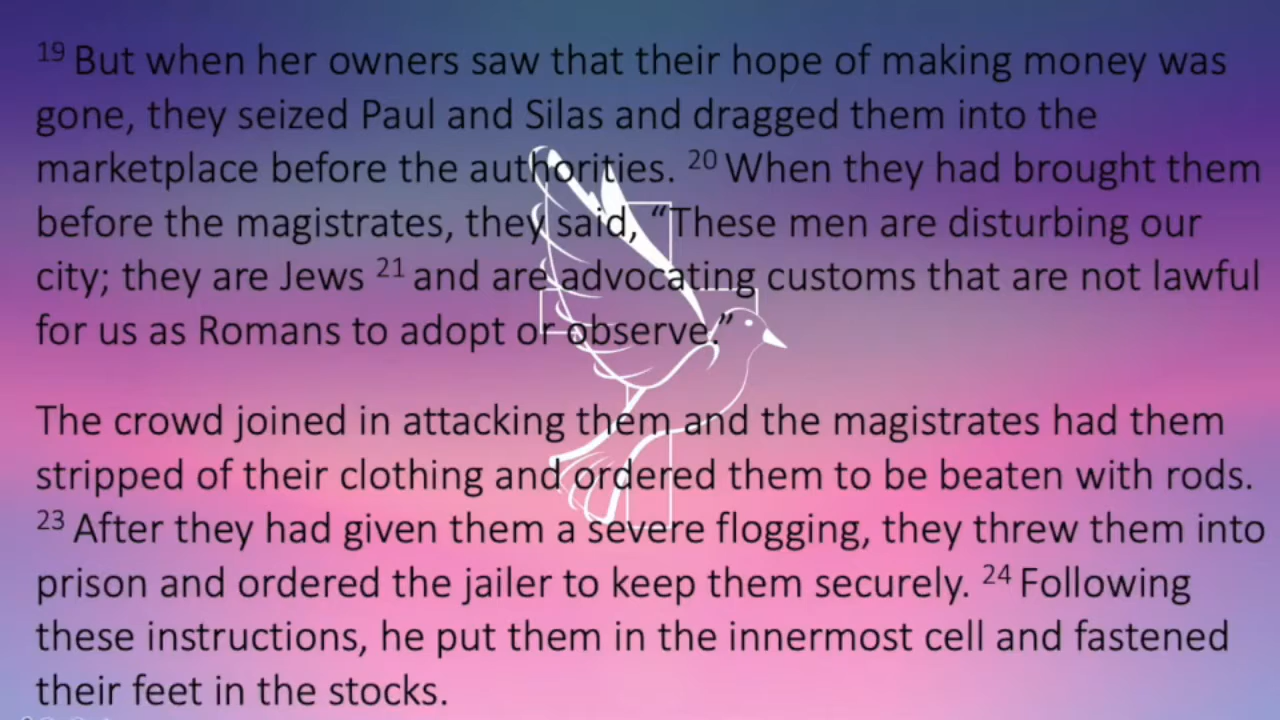 19 But when her owners saw that their hope of making money was
gone, they seized Paul and Silas and dragged them into the
marketplace before the authorities. 20 When they had brought them
before the magistrates, they said, “These men are disturbing our
city; they are Jews 21 and are advocating customs that are not lawful
for us as Romans to adopt or observe.”
The crowd joined in attacking them and the magistrates had them
stripped of their clothing and ordered them to be beaten with rods.
23 After they had given them a severe flogging, they threw them into
prison and ordered the jailer to keep them securely. 24 Following
these instructions, he put them in the innermost cell and fastened
their feet in the stocks.